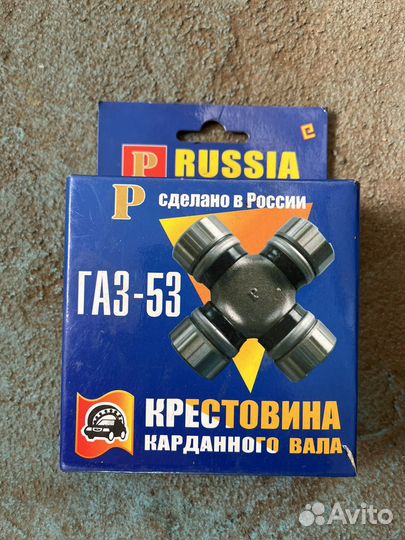 P RUSSIA
Р сделано в России
ГАЗ-53
P
КРЕСТОВИНА
КАРДАННОГО ВАЛА
Avito